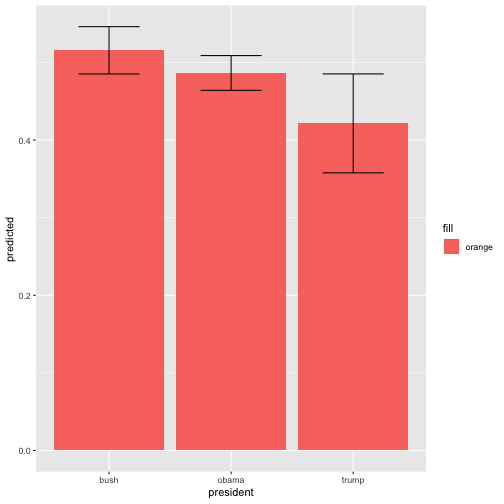 predicted
0.4
0.2
0.0
bush
obama
trump
president
fill
orange